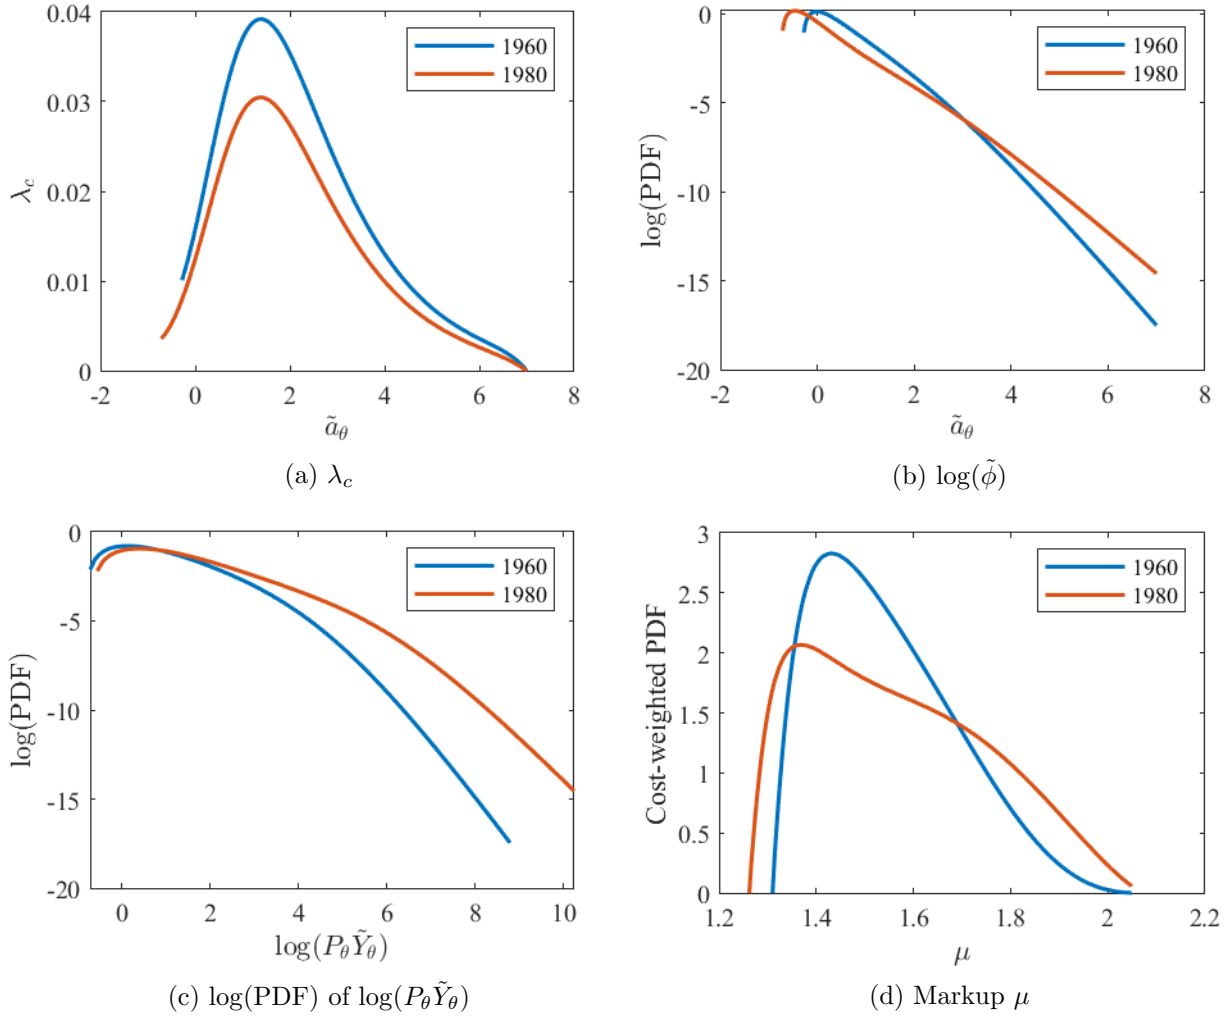 0.04
0.03
0.02
0.01
0
λ_c
-2 0 2 4 6 8
ã_θ
1960
1980
(a) λ_c
0
-5
-10
-15
-20
log(PDF)
-2 0 2 4 6 8
ã_θ
1960
1980
(b) log(φ̃)
0
-5
-10
-15
-20
log(PDF)
0 2 4 6 8 10
log(P_θỸ_θ)
1960
1980
(c) log(PDF) of log(P_θỸ_θ)
3
2.5
2
1.5
1
0.5
0
Cost-weighted PDF
1.2 1.4 1.6 1.8 2 2.2
μ
1960
1980
(d) Markup μ